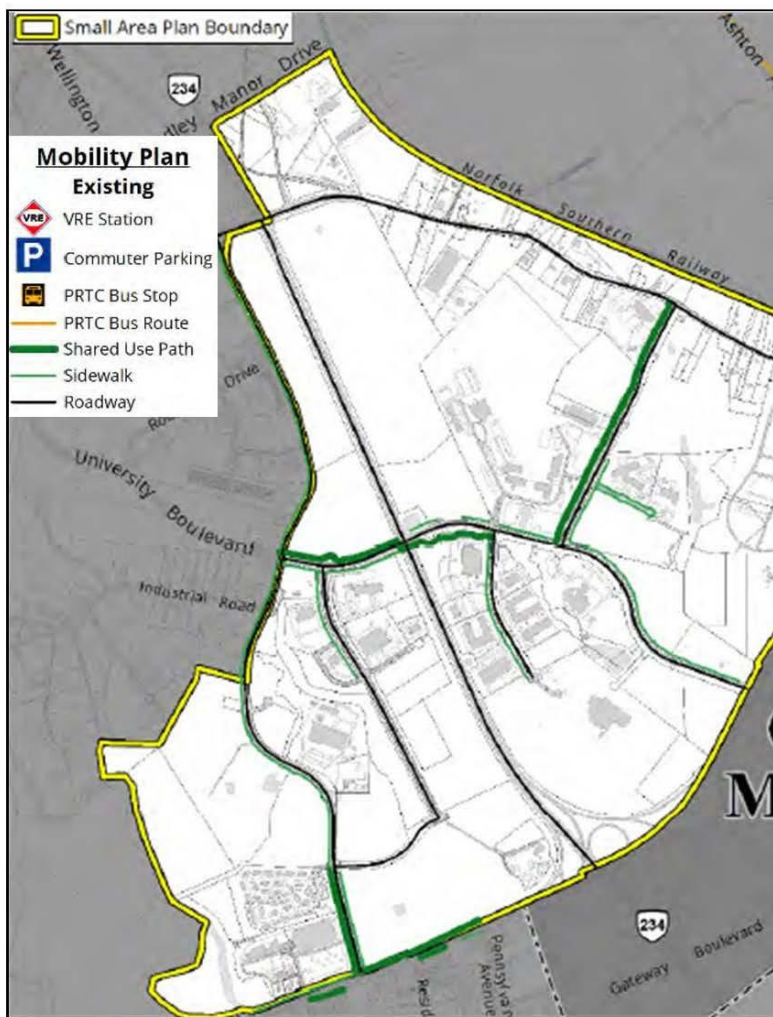 Small Area Plan Boundary
Ashton
Wellington
234
Manor Drive
Mobility Plan
Existing
VRE
VRE Station
P
Commuter Parking
PRTC Bus Stop
PRTC Bus Route
Shared Use Path
Sidewalk
Roadway
Norfolk Southern Railway
Drive
University Boulevard
Industrial Road
M
234
Gateway Boulevard
Avenue